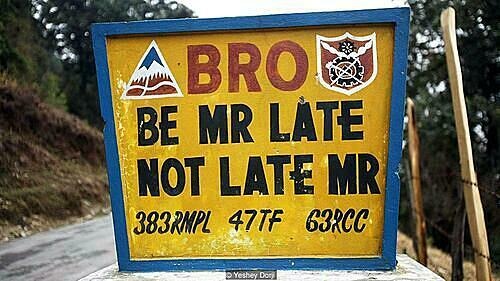 BRO
BE MR LATE
NOT LATE MR
383RMPL 47TF 63RCC
© Yeshey Dorji